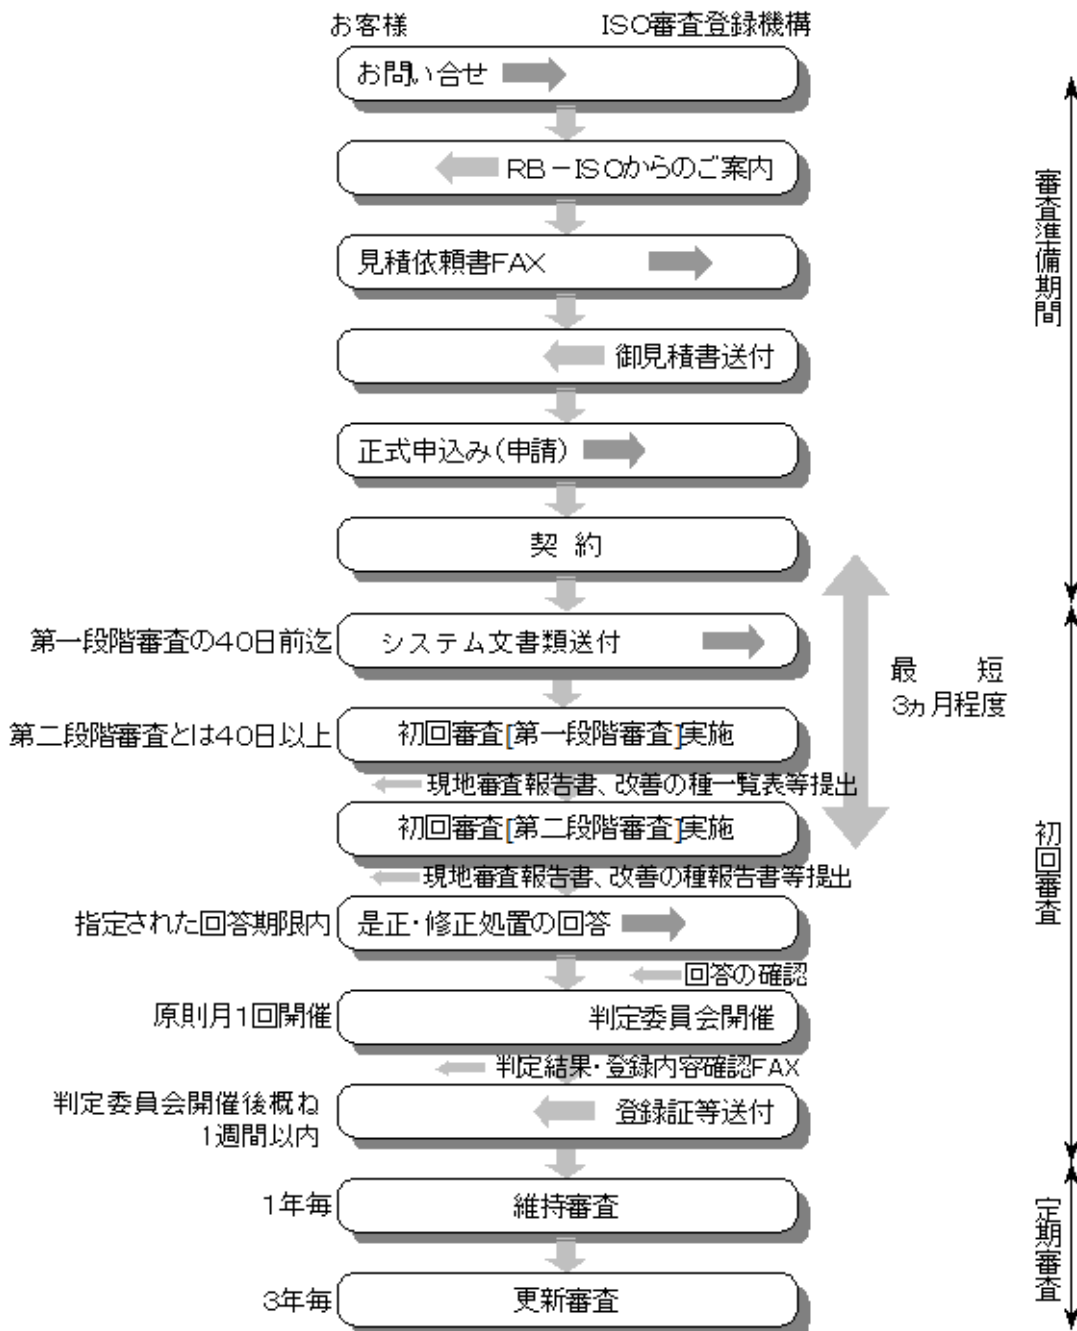 お客様
ISO審査登録機構
お問い合せ
RB－ISOからのご案内
見積依頼書FAX
御見積書送付
正式申込み(申請)
契 約
審査準備期間
第一段階審査の40日前迄
システム文書類送付
最 短
3ヵ月程度
第二段階審査とは40日以上
初回審査[第一段階審査]実施
現地審査報告書、改善の種一覧表等提出
初回審査[第二段階審査]実施
現地審査報告書、改善の種報告書等提出
指定された回答期限内
是正・修正処置の回答
回答の確認
原則月1回開催
判定委員会開催
判定結果・登録内容確認FAX
判定委員会開催後概ね
1週間以内
登録証等送付
初回審査
1年毎
維持審査
3年毎
更新審査
定期審査